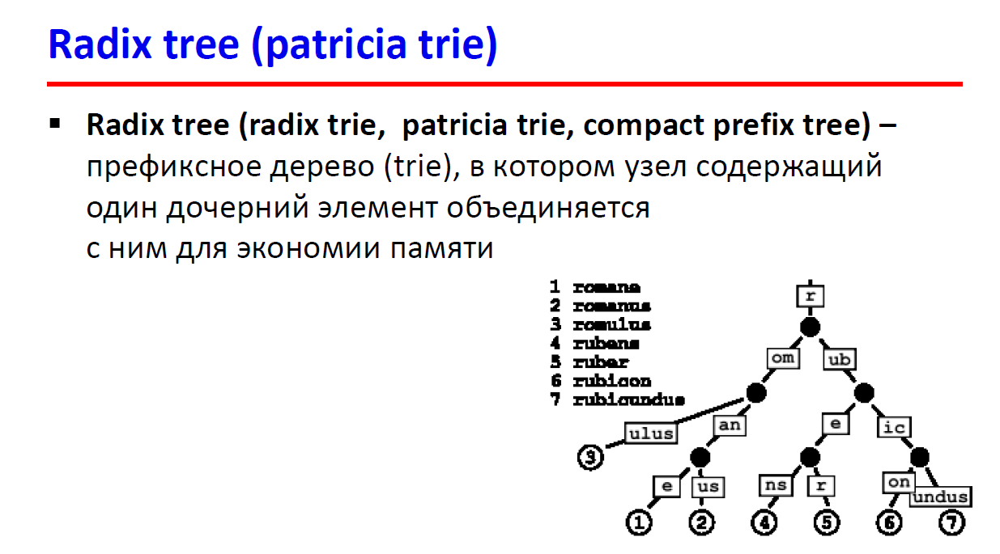 Radix tree (patricia trie)
▪ Radix tree (radix trie, patricia trie, compact prefix tree) –
префиксное дерево (trie), в котором узел содержащий
один дочерний элемент объединяется
с ним для экономии памяти
1 romane
2 romanus
3 romulus
4 rubens
5 ruber
6 rubicon
7 rubicundus
r
om ub
ulus an e ic
3
e us ns r on undus
1 2 4 5 6 7